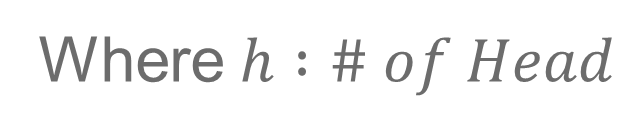 Where h : # of Head